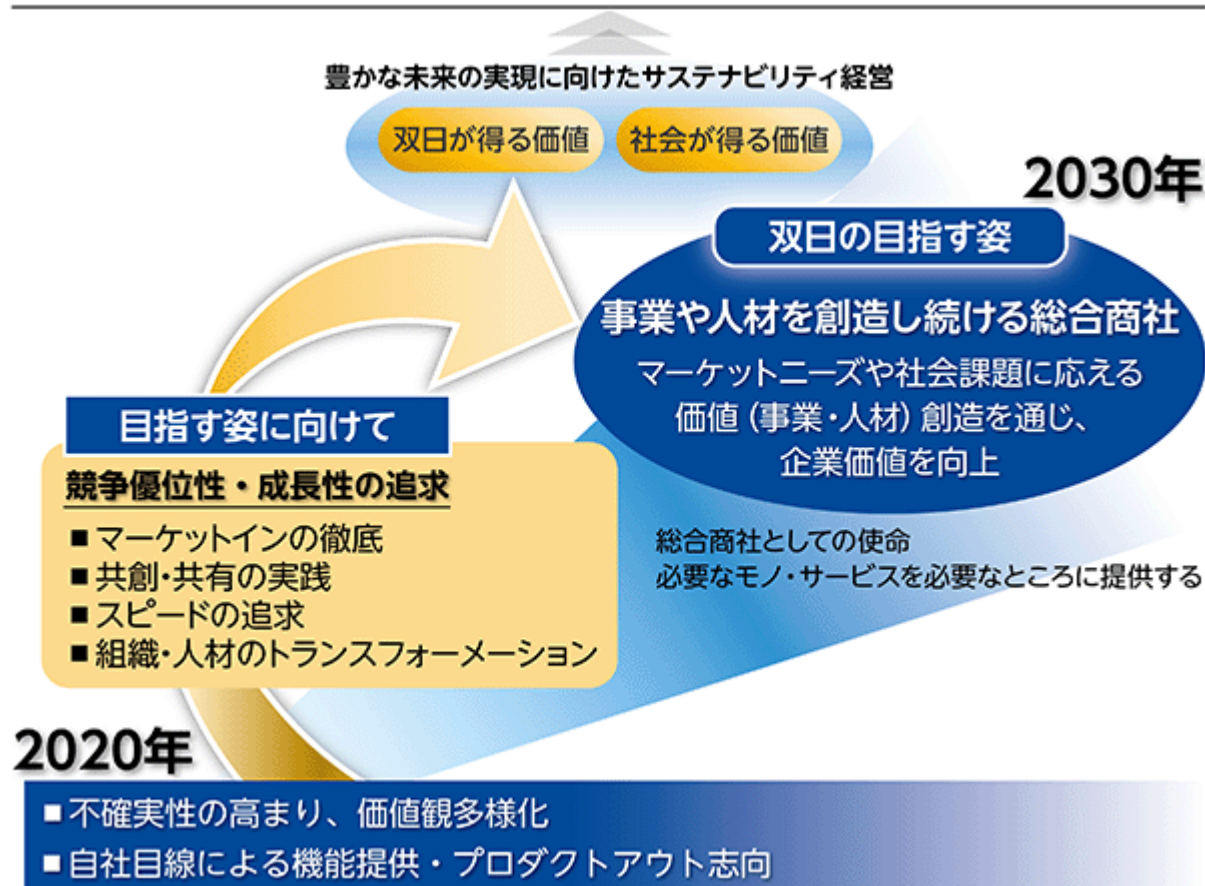 豊かな未来の実現に向けたサステナビリティ経営
双日が得る価値
社会が得る価値
2030年
双日の目指す姿
事業や人材を創造し続ける総合商社
マーケットニーズや社会課題に応える
価値(事業・人材)創造を通じ、
企業価値を向上
目指す姿に向けて
競争優位性・成長性の追求
■マーケットインの徹底
■共創・共有の実践
■スピードの追求
■組織・人材のトランスフォーメーション
総合商社としての使命
必要なモノ・サービスを必要なところに提供する
2020年
■不確実性の高まり、価値観多様化
■自社目線による機能提供・プロダクトアウト志向